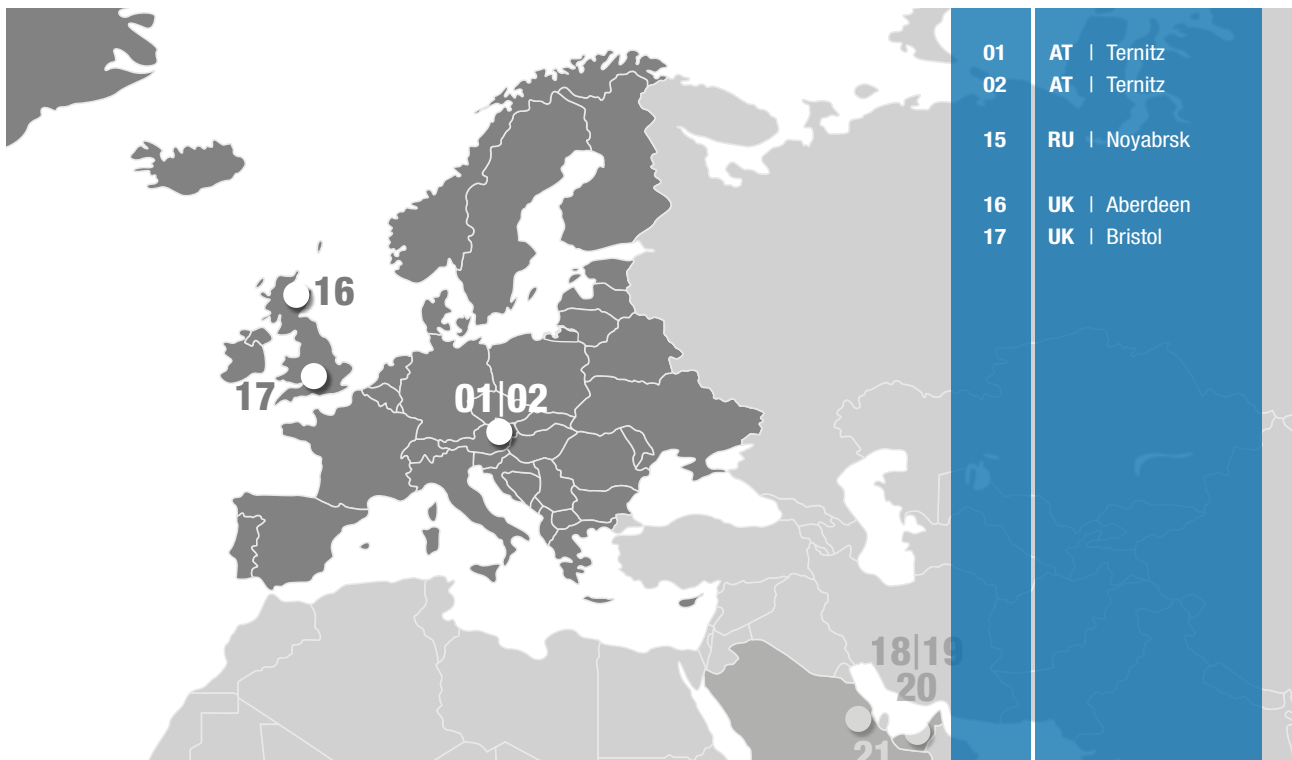 01 AT | Ternitz
02 AT | Ternitz
15 RU | Noyabrsk
16 UK | Aberdeen
17 UK | Bristol
16
17
01|02
18|19
20
21